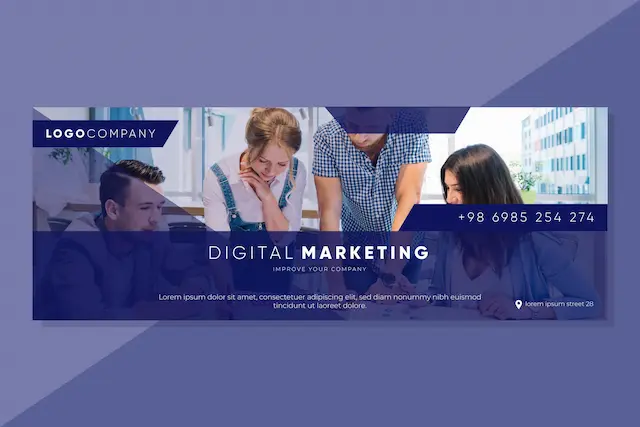 LOGOCOMPANY
+98 6985 254 274
DIGITAL MARKETING
IMPROVE YOUR COMPANY
Lorem ipsum dolor sit amet, consectetuer adipiscing elit, sed diam nonummy nibh euismod
tincidunt ut laoreet dolore.
lorem ipsum street 28